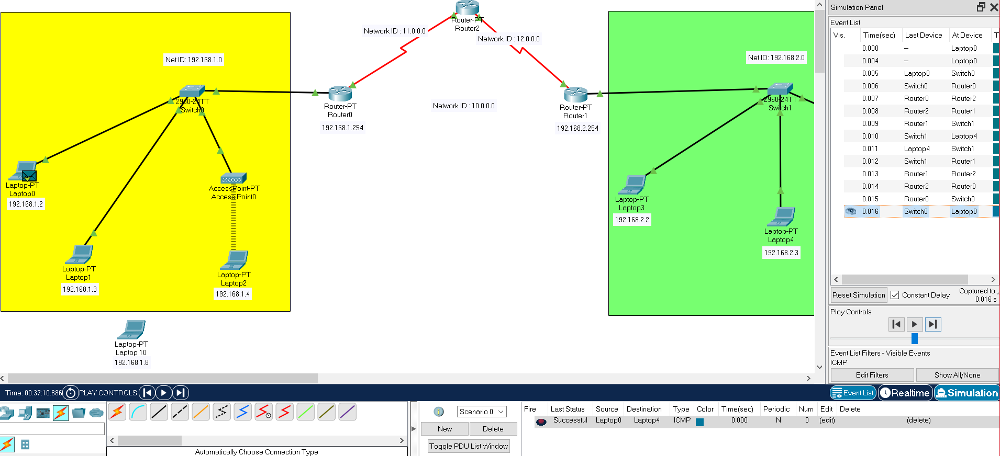 Router-PT
Router2
Network ID : 11.0.0.0
Network ID : 12.0.0.0
Net ID: 192.168.1.0
Net ID: 192.168.2.0
2960-24TT
Switch0
Router-PT
Router0
192.168.1.254
Network ID : 10.0.0.0
Router-PT
Router1
192.168.2.254
2960-24TT
Switch1
Laptop-PT
Laptop0
192.168.1.2
AccessPoint-PT
Access Point0
Laptop-PT
Laptop3
192.168.2.2
Laptop-PT
Laptop4
192.168.2.3
Laptop-PT
Laptop1
192.168.1.3
Laptop-PT
Laptop2
192.168.1.4
Laptop-PT
Laptop 10
192.168.1.8
Simulation Panel
Event List
Vis. Time(sec) Last Device At Device T
0.000 -- Laptop0
0.004 -- Laptop0
0.005 Laptop0 Switch0
0.006 Switch0 Router0
0.007 Router0 Router2
0.008 Router2 Router1
0.009 Router1 Switch1
0.010 Switch1 Laptop4
0.011 Laptop4 Switch1
0.012 Switch1 Router1
0.013 Router1 Router2
0.014 Router2 Router0
0.015 Router0 Switch0
0.016 Switch0 Laptop0
Reset Simulation Constant Delay Captured to:
0.016 s
Play Controls
Event List Filters - Visible Events
ICMP
Edit Filters Show All/None
Time: 00:37:10.886 PLAY CONTROLS:
Event List Realtime Simulation
Scenario 0
New Delete
Toggle PDU List Window
Automatically Choose Connection Type
Fire Last Status Source Destination Type Color Time(sec) Periodic Num Edit Delete
Successful Laptop0 Laptop4 ICMP 0.000 N 0 (edit) (delete)